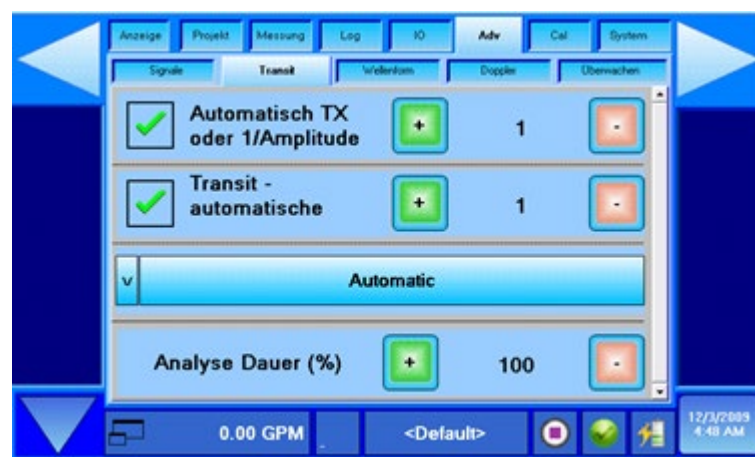 Anzeige Projekt Messung Log IO Adv Cal System
Signale Transit Wellenform Doppler Überwachen
Automatisch TX
oder 1/Amplitude + 1 -
Transit -
automatische + 1 -
v Automatic
Analyse Dauer (%) + 100 -
0.00 GPM _ <Default>
12/3/2009
4:48 AM